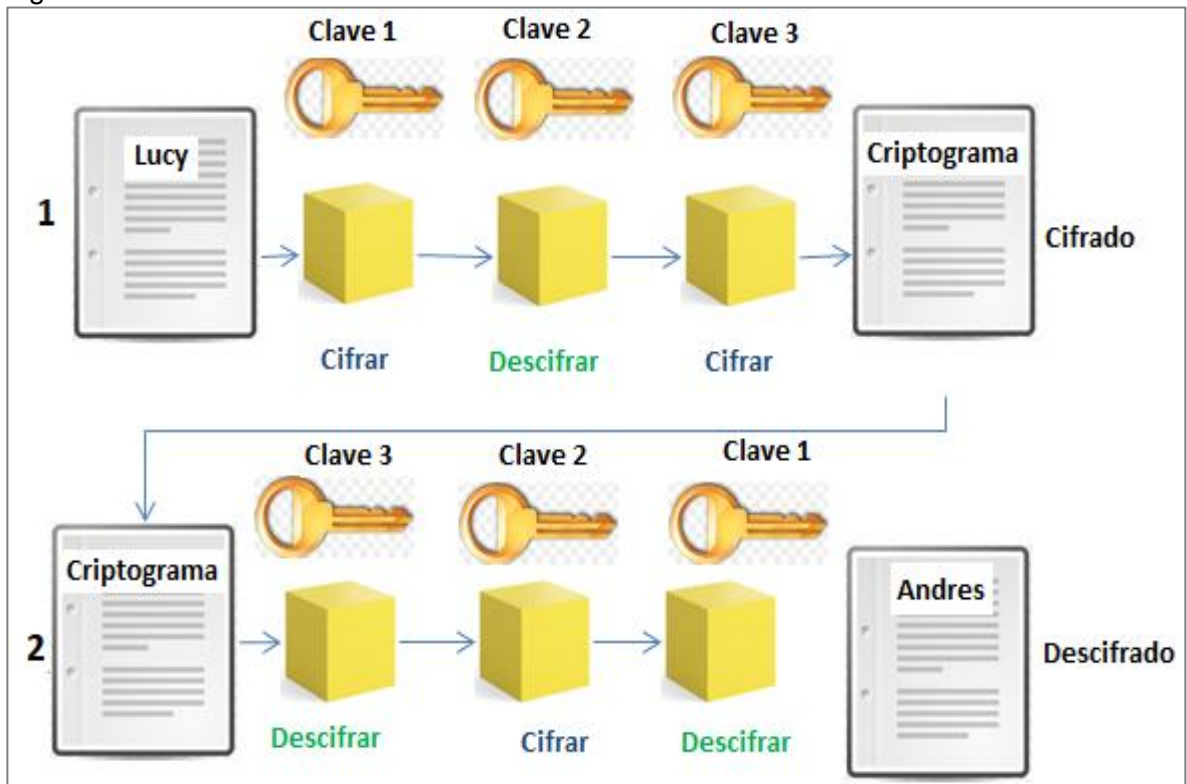 Clave 1 Clave 2 Clave 3
Lucy
Criptograma
1
Cifrado
Cifrar Descifrar Cifrar
Clave 3 Clave 2 Clave 1
Criptograma
Andres
2
Descifrado
Descifrar Cifrar Descifrar